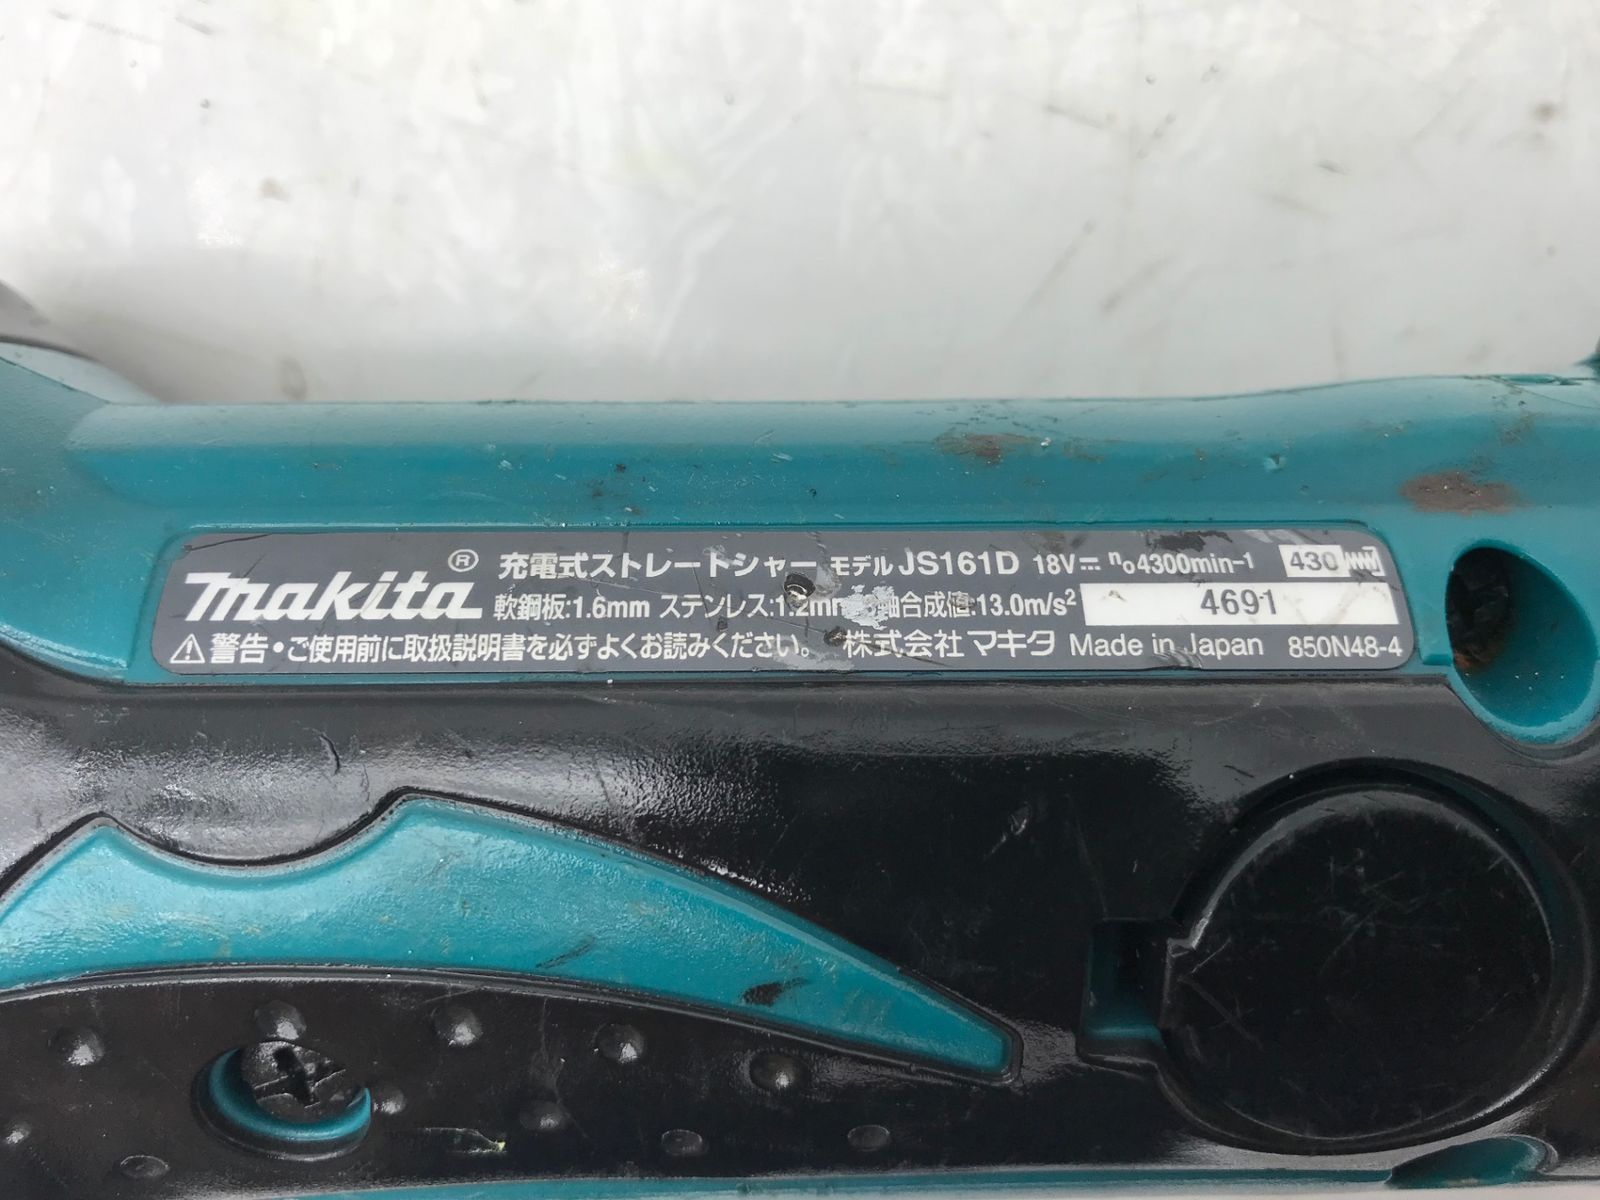 makita® 充電式ストレートシャー モデル JS161D 18V n₀4300min-1 430
軟鋼板:1.6mm ステンレス:1.2mm 軸合成値:13.0m/s² 4691
警告・ご使用前に取扱説明書を必ずよくお読みください。 株式会社 マキタ Made in Japan 850N48-4